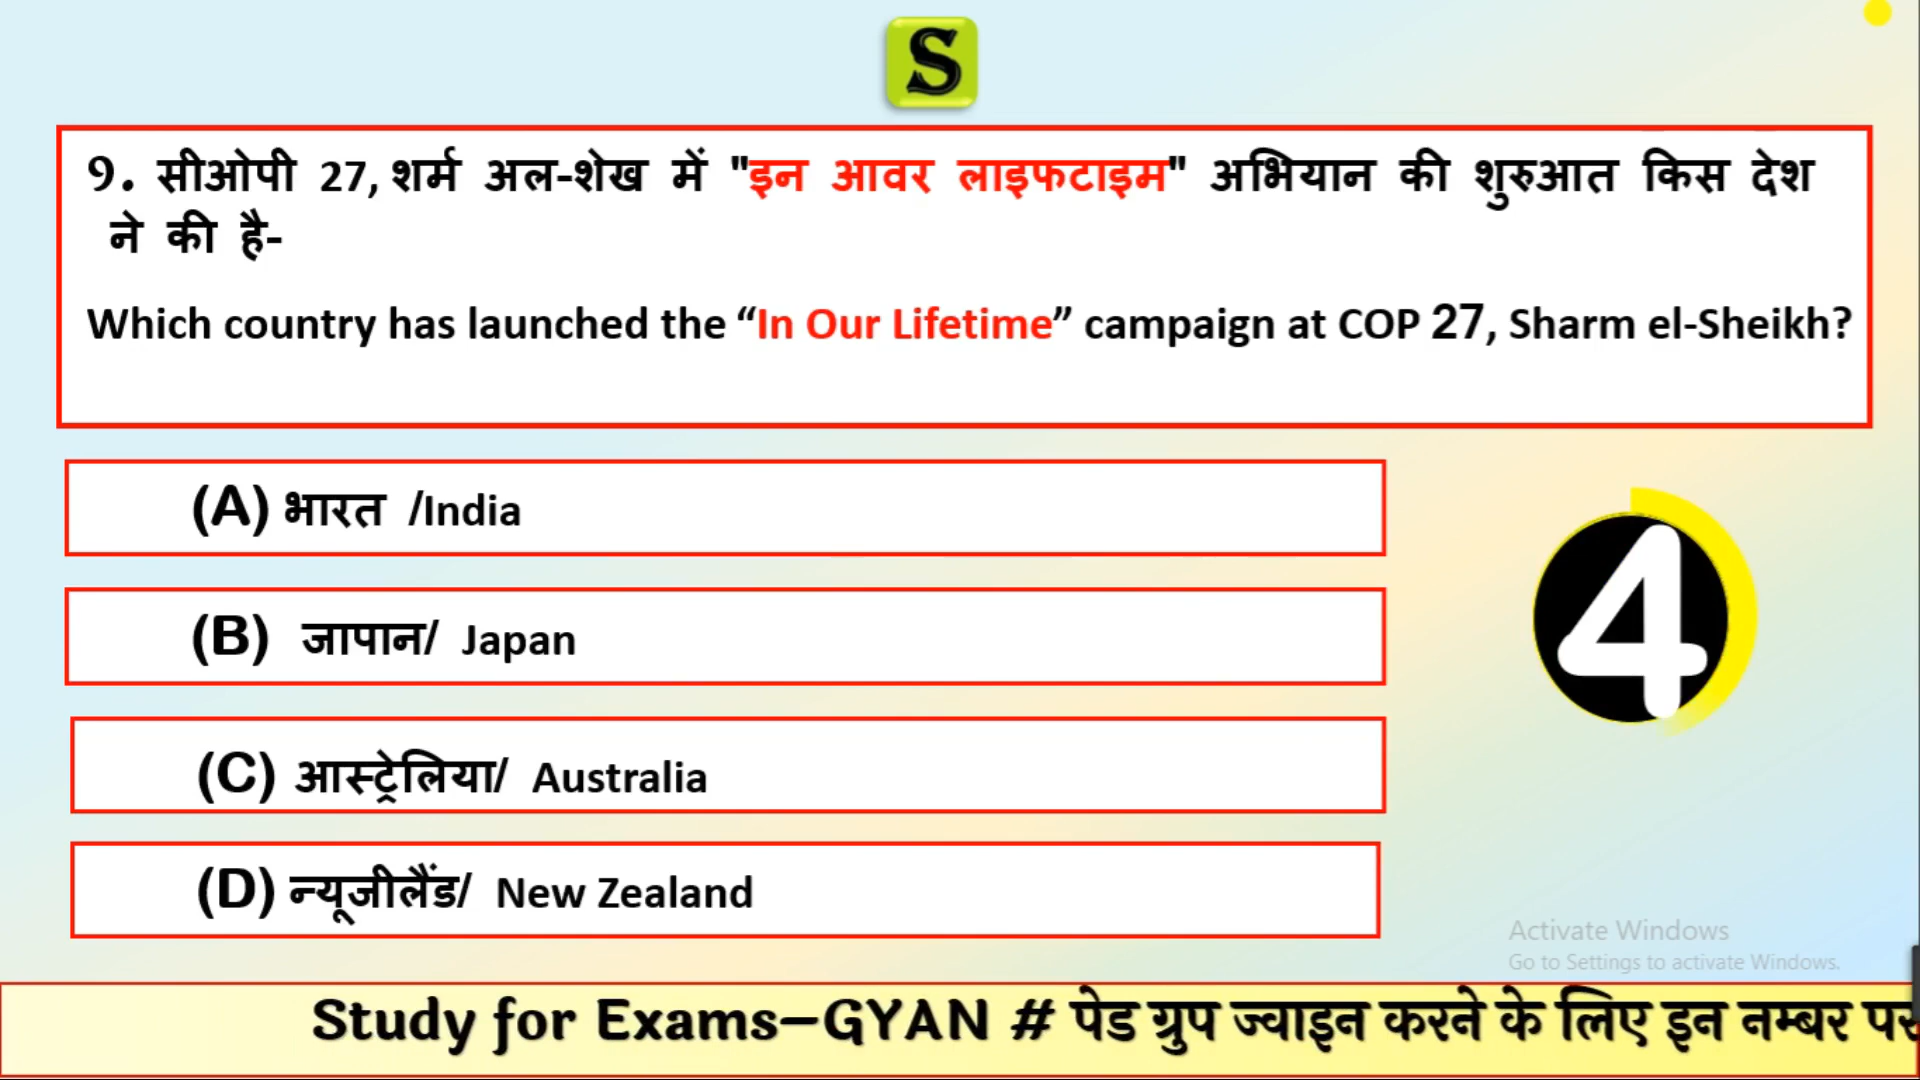 S
9. सीओपी 27, शर्म अल-शेख में "इन आवर लाइफटाइम" अभियान की शुरुआत किस देश
ने की है-
Which country has launched the “In Our Lifetime” campaign at COP 27, Sharm el-Sheikh?
(A) भारत /India
(B) जापान/ Japan
(C) आस्ट्रेलिया/ Australia
(D) न्यूजीलैंड/ New Zealand
4
Activate Windows
Go to Settings to activate Windows.
Study for Exams–GYAN # पेड ग्रुप ज्वाइन करने के लिए इन नम्बर पर